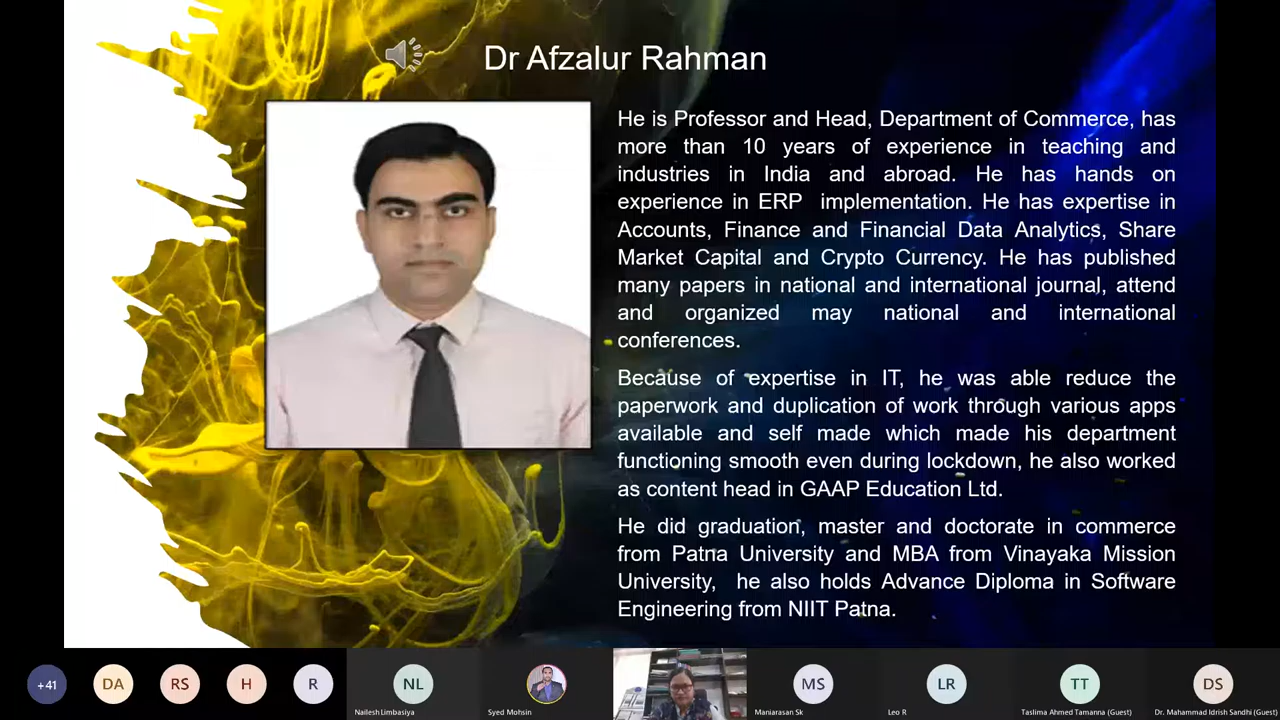 Dr Afzalur Rahman
He is Professor and Head, Department of Commerce, has
more than 10 years of experience in teaching and
industries in India and abroad. He has hands on
experience in ERP implementation. He has expertise in
Accounts, Finance and Financial Data Analytics, Share
Market Capital and Crypto Currency. He has published
many papers in national and international journal, attend
and organized may national and international
conferences.
Because of expertise in IT, he was able reduce the
paperwork and duplication of work through various apps
available and self made which made his department
functioning smooth even during lockdown, he also worked
as content head in GAAP Education Ltd.
He did graduation, master and doctorate in commerce
from Patna University and MBA from Vinayaka Mission
University, he also holds Advance Diploma in Software
Engineering from NIIT Patna.
+41 DA RS H R NL MS LR TT DS
Nailesh Limbasiya Syed Mohsin Maniarasan Sk Leo R Taslima Ahmed Tamanna (Guest) Dr. Mahammad Idrish Sandhi (Guest)